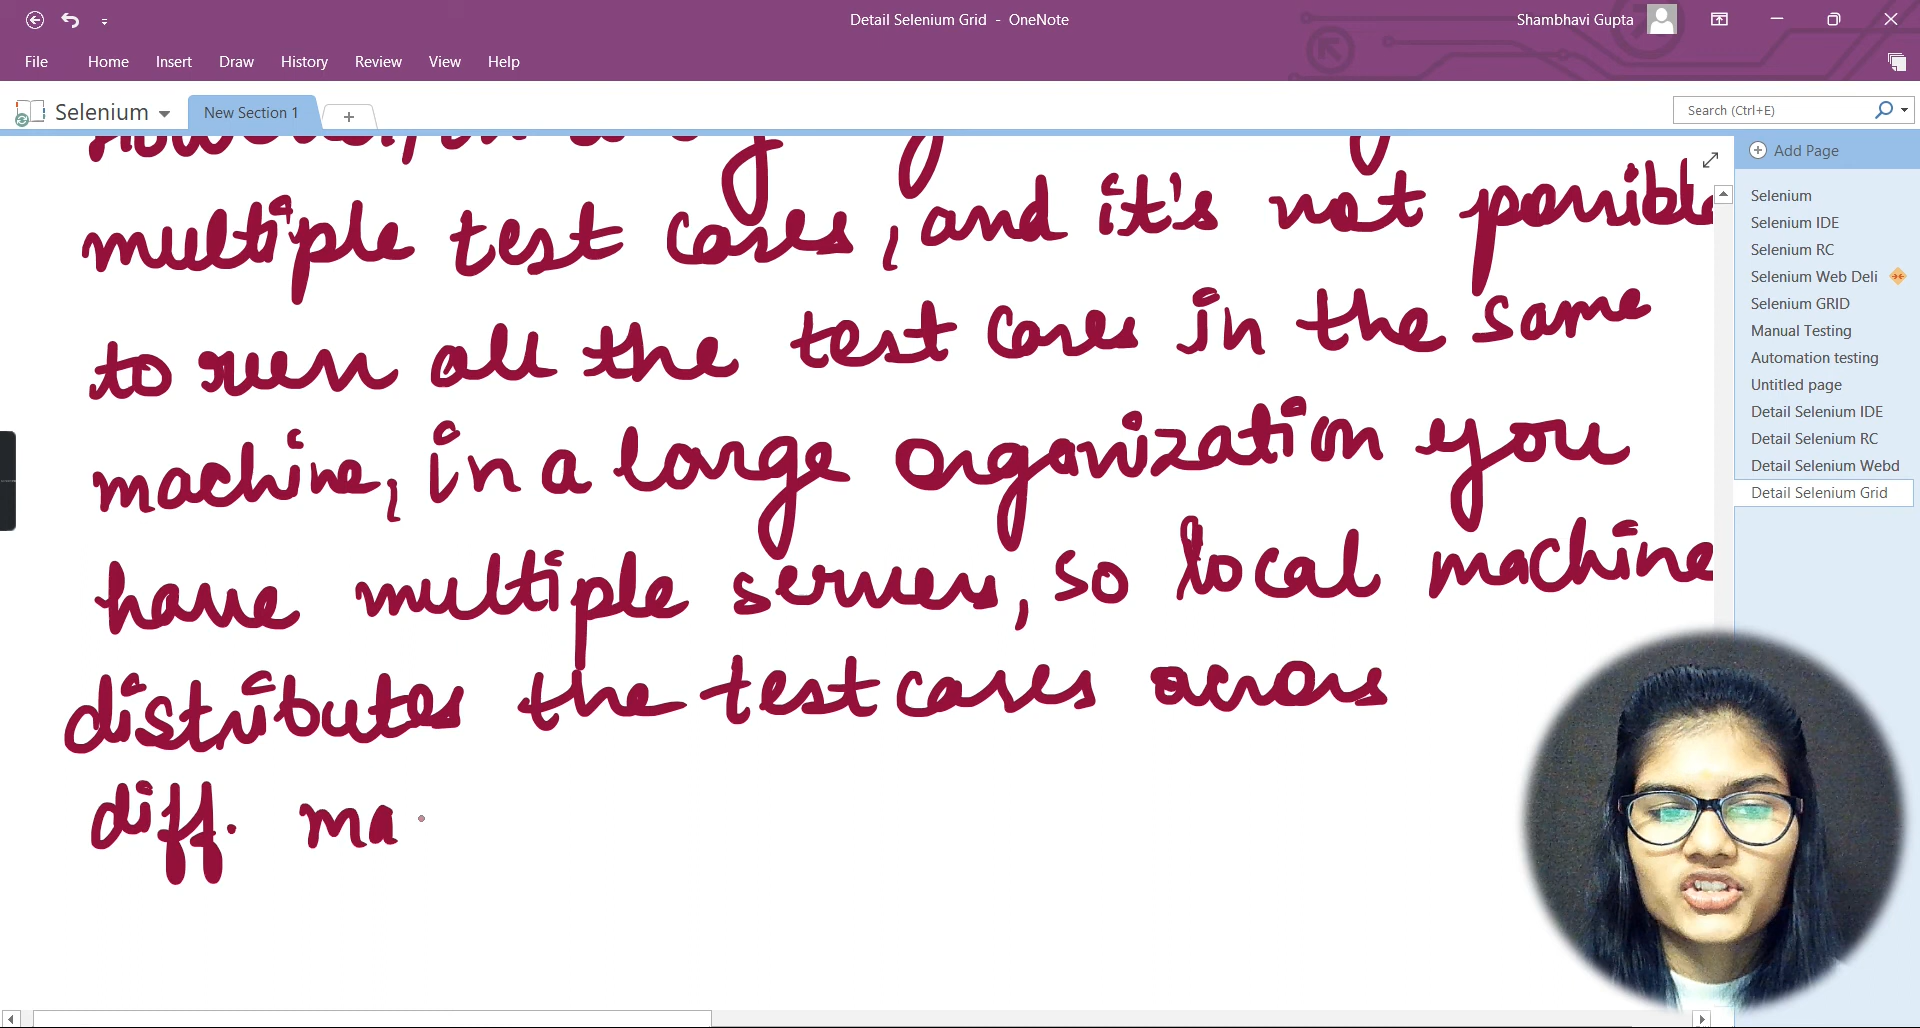 Detail Selenium Grid - OneNote
Shambhavi Gupta
File Home Insert Draw History Review View Help
Selenium
New Section 1
+
Search (Ctrl+E)
Add Page
However,
multiple test cases, and it's not possible
to run all the test cases in the same
machine, in a large organization you
have multiple servers, so local machine
distributes the test cases across
diff. ma
Selenium
Selenium IDE
Selenium RC
Selenium Web Deli
Selenium GRID
Manual Testing
Automation testing
Untitled page
Detail Selenium IDE
Detail Selenium RC
Detail Selenium Webd
Detail Selenium Grid